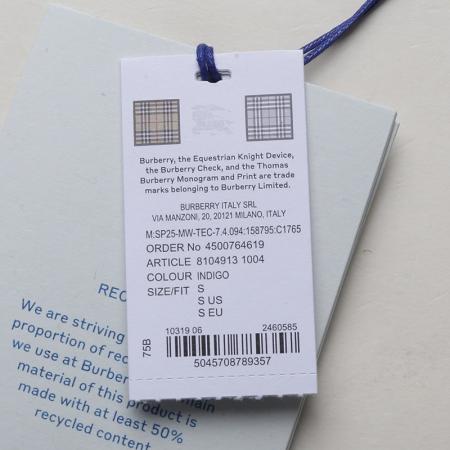 Burberry, the Equestrian Knight Device,
the Burberry Check, and the Thomas
Burberry Monogram and Print are trade
marks belonging to Burberry Limited.
BURBERRY ITALY SRL
VIA MANZONI, 20, 20121 MILANO, ITALY
M:SP25-MW-TEC-7.4.094:158795:C1765
ORDER No 4500764619
ARTICLE 8104913 1004
COLOUR INDIGO
SIZE/FIT S
S US
S EU
75B
10319 06 2460585
5045708789357
REC
We are striving
proportion of rec
we use at Burber main
material of this product is
made with at least 50%
recycled content